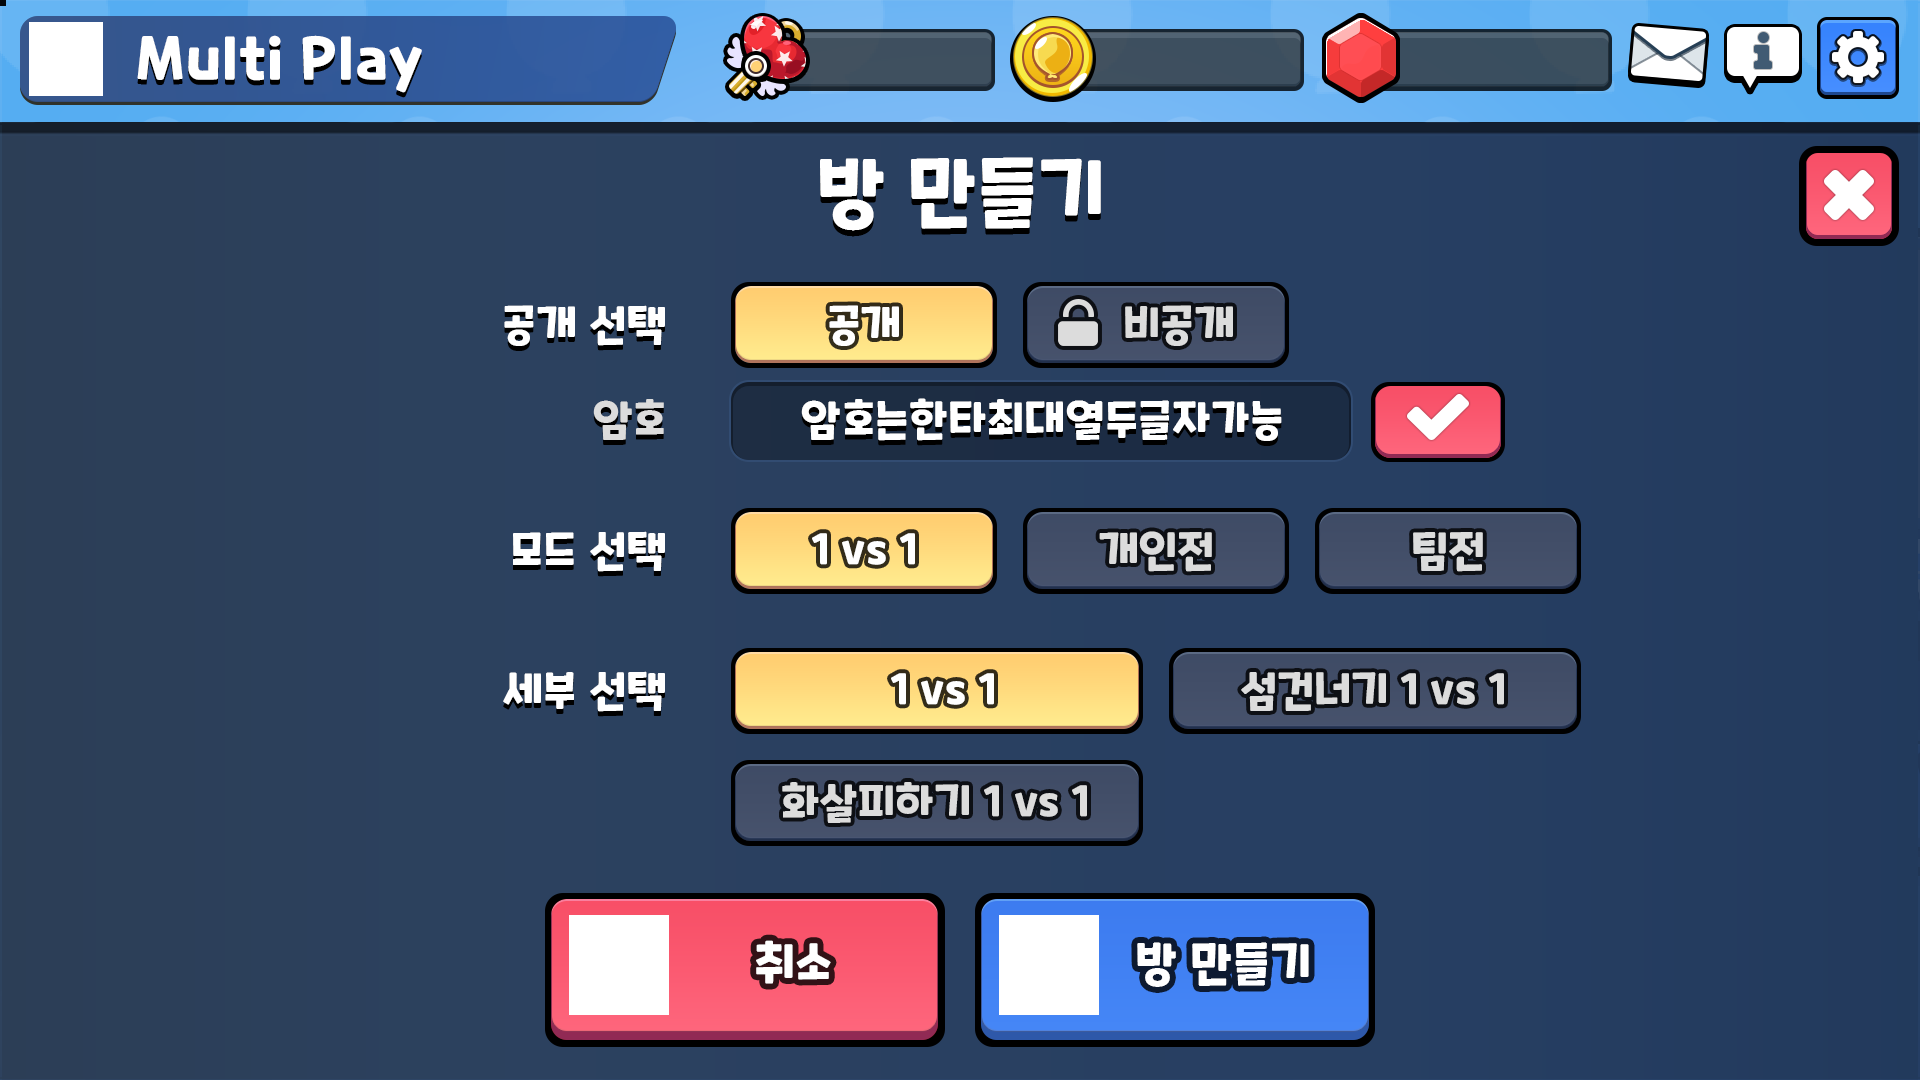 Multi Play
방 만들기
공개 선택 공개 비공개
암호 암호는한타최대열두글자가능
모드 선택 1 vs 1 개인전 팀전
세부 선택 1 vs 1 섬건너기 1 vs 1
화살피하기 1 vs 1
취소 방 만들기